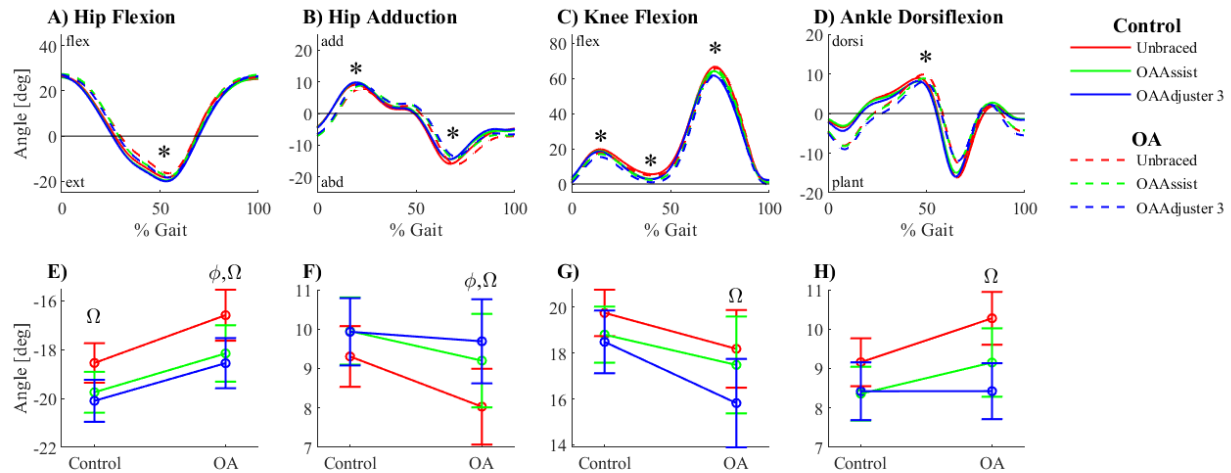 A) Hip Flexion
B) Hip Adduction
C) Knee Flexion
D) Ankle Dorsiflexion
Angle [deg]
flex
40
20
0
-20
ext
*
0
50
100
% Gait
add
20
10
0
-10
-20
abd
*
*
0
50
100
% Gait
flex
80
60
40
20
0
*
*
*
0
50
100
% Gait
dorsi
20
10
0
-10
-20
plant
*
0
50
100
% Gait
Control
Unbraced
OAAssist
OAAdjuster 3
OA
Unbraced
OAAssist
OAAdjuster 3
E)
Angle [deg]
-16
-18
-20
-22
Ω
ϕ,Ω
Control
OA
F)
11
10
9
8
7
ϕ,Ω
Control
OA
G)
20
18
16
14
Ω
Control
OA
H)
11
10
9
8
7
Ω
Control
OA